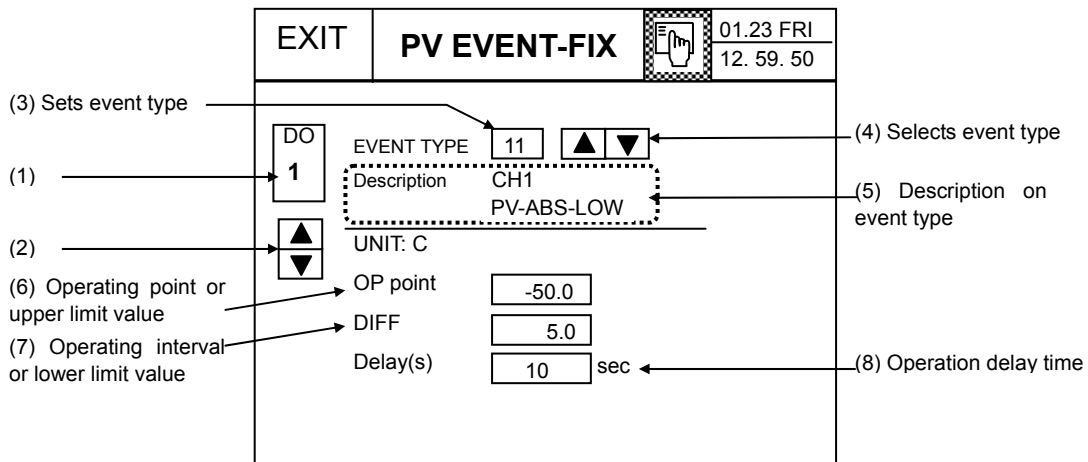 EXIT
PV EVENT-FIX
01.23 FRI
12. 59. 50
(3) Sets event type
DO
1
EVENT TYPE
11
(4) Selects event type
(1)
Description
CH1
PV-ABS-LOW
(5) Description on
event type
(2)
UNIT: C
(6) Operating point or
upper limit value
OP point
-50.0
(7) Operating interval
or lower limit value
DIFF
5.0
Delay(s)
10
sec
(8) Operation delay time